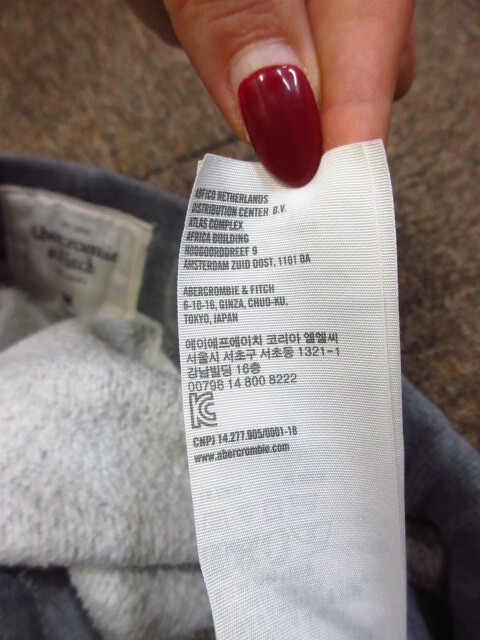 ANFICO NETHERLANDS
DISTRIBUTION CENTER B.V.
ATLAS COMPLEX
AFRICA BUILDING
HOOGOORDDREEF 9
AMSTERDAM ZUID OOST, 1101 BA
ABERCROMBIE & FITCH
6-10-16, GINZA, CHUO-KU,
TOKYO, JAPAN
에이에프에이치 코리아 엘엘씨
서울시 서초구 서초동 1321-1
강남빌딩 16층
00798 14 800 8222
KC
CNPJ 14.277.905/0001-18
www.abercrombie.com
Abercrombie
& Fitch
M